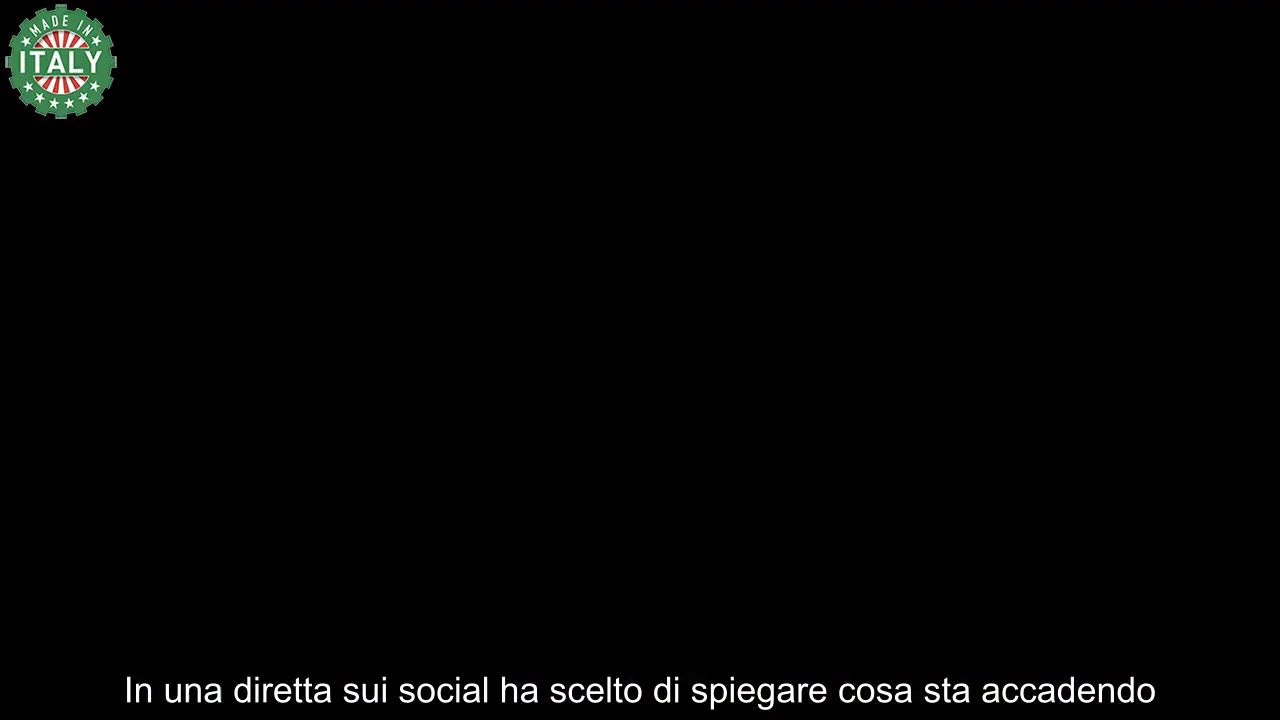 MADE IN
ITALY
In una diretta sui social ha scelto di spiegare cosa sta accadendo